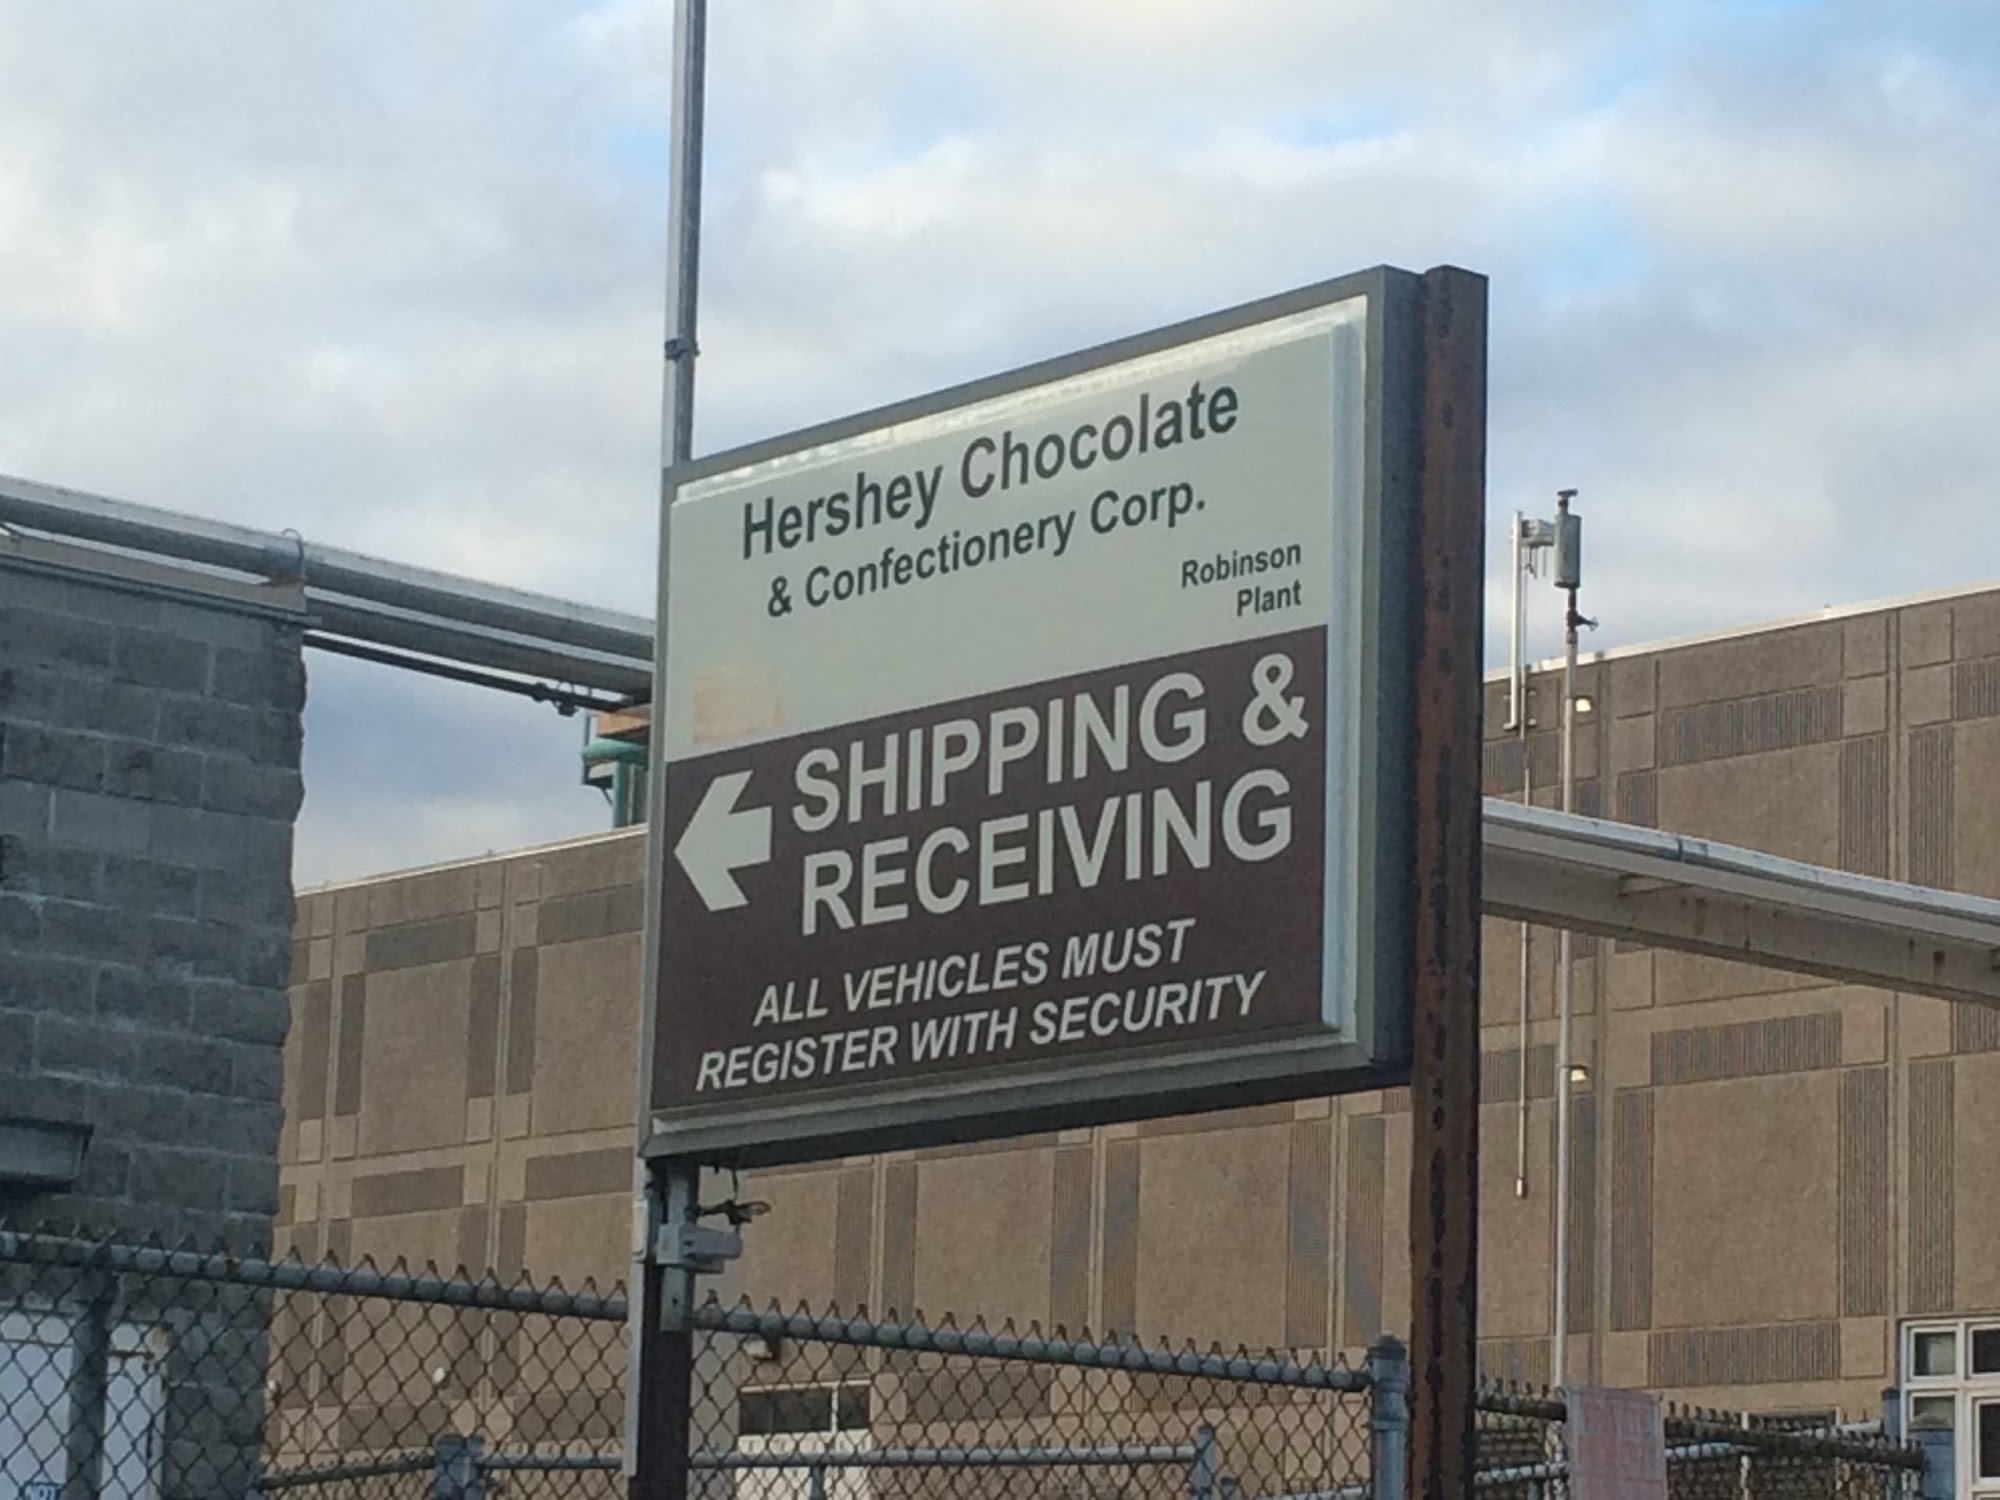 Hershey Chocolate
& Confectionery Corp.
Robinson
Plant
SHIPPING &
RECEIVING
ALL VEHICLES MUST
REGISTER WITH SECURITY